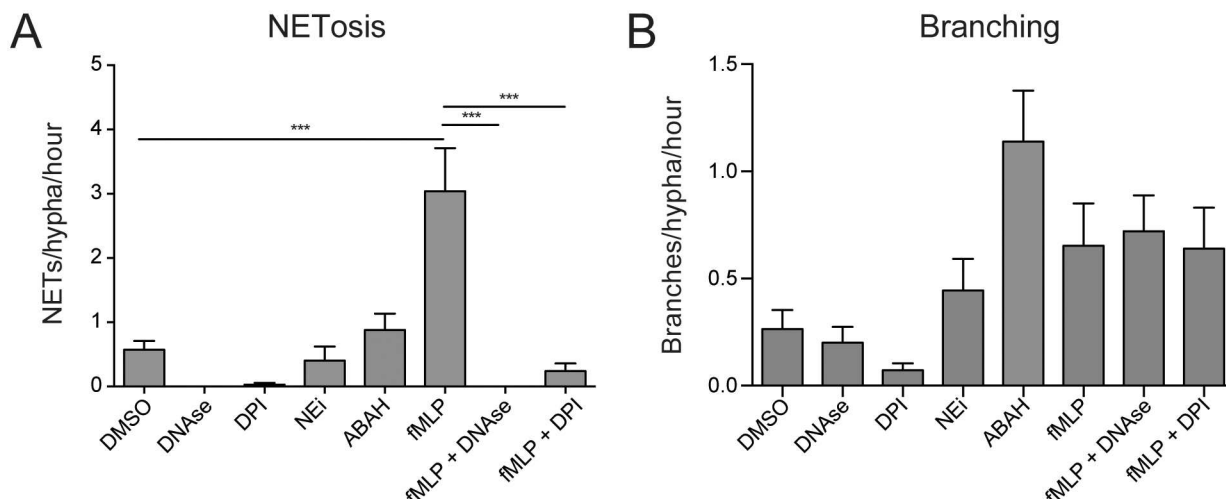 A
NETosis
NETs/hypha/hour
5
4
3
2
1
0
***
***
***
DMSO
DNAse
DPI
NEi
ABAH
fMLP
fMLP + DNAse
fMLP + DPI
B
Branching
Branches/hypha/hour
1.5
1.0
0.5
0.0
DMSO
DNAse
DPI
NEi
ABAH
fMLP
fMLP + DNAse
fMLP + DPI